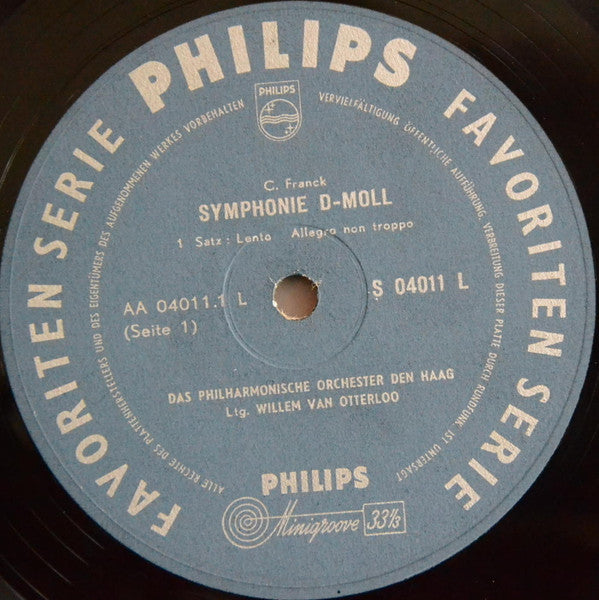 FAVORITEN SERIE PHILIPS FAVORITEN SERIE
ALLE RECHTE DES PLATTENHERSTELLERS UND DES EIGENTÜMERS DES AUFGENOMMENEN WERKES VORBEHALTEN
PHILIPS
VERVIELFÄLTIGUNG ÖFFENTLICHE AUFFÜHRUNG, VERBREITUNG DIESER PLATTE DURCH RUNDFUNK IST UNTERSAGT
C. Franck
SYMPHONIE D-MOLL
1 Satz: Lento Allegro non troppo
AA 04011.1 L
(Seite 1)
S 04011 L
DAS PHILHARMONISCHE ORCHESTER DEN HAAG
Ltg. WILLEM VAN OTTERLOO
PHILIPS
Minigroove 33⅓